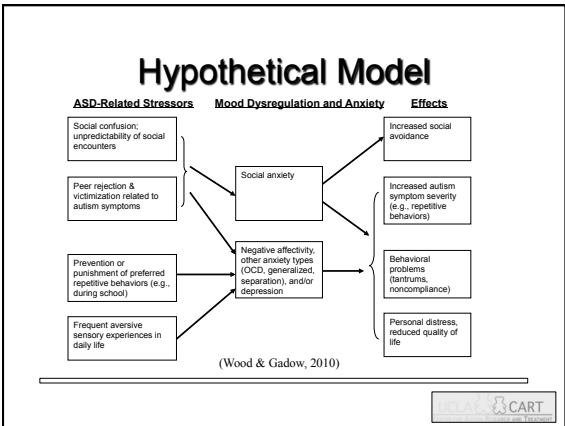 Hypothetical Model
ASD-Related Stressors
Mood Dysregulation and Anxiety
Effects
Social confusion;
unpredictability of social
encounters
Peer rejection &
victimization related to
autism symptoms
Prevention or
punishment of preferred
repetitive behaviors (e.g.,
during school)
Frequent aversive
sensory experiences in
daily life
Social anxiety
Negative affectivity,
other anxiety types
(OCD, generalized,
separation), and/or
depression
Increased social
avoidance
Increased autism
symptom severity
(e.g., repetitive
behaviors)
Behavioral
problems
(tantrums,
noncompliance)
Personal distress,
reduced quality of
life
(Wood & Gadow, 2010)
UCLA CART
Research and Treatment